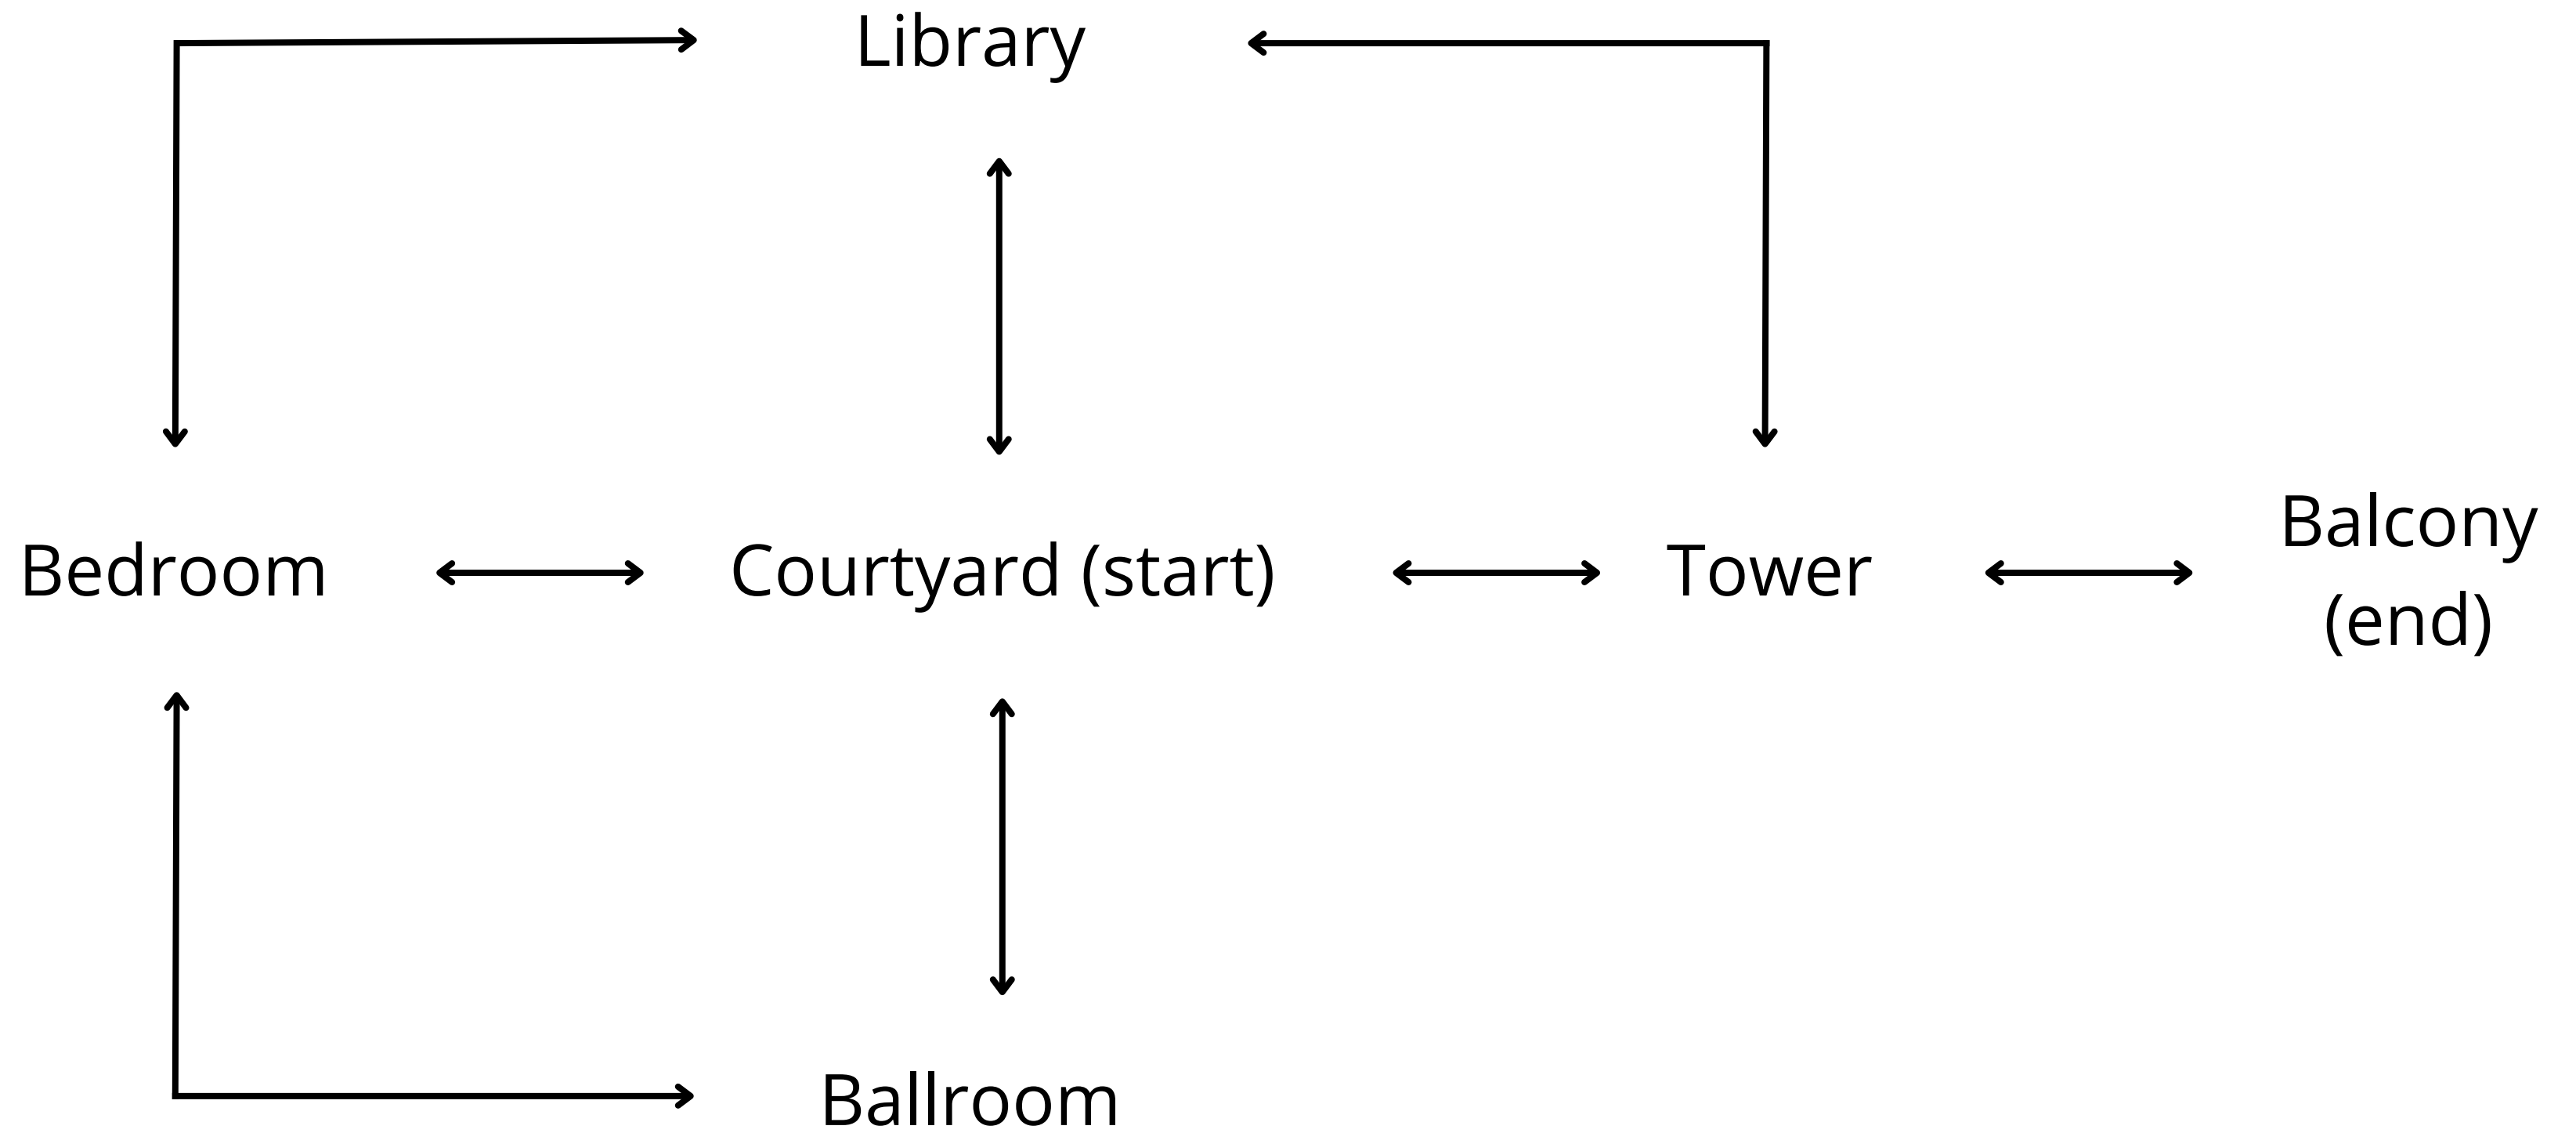 Library
Bedroom
Courtyard (start)
Tower
Balcony
(end)
Ballroom